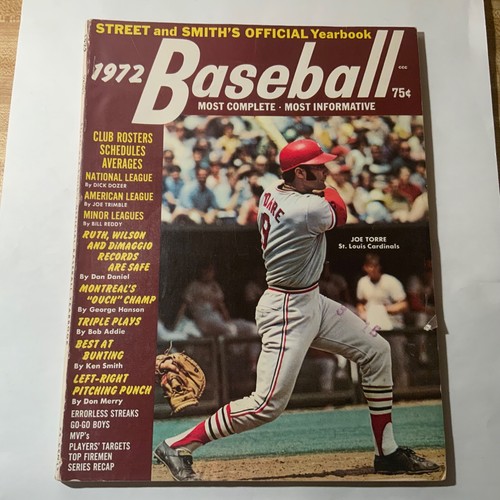 STREET and SMITH'S OFFICIAL Yearbook
1972 Baseball
75¢
MOST COMPLETE · MOST INFORMATIVE
CLUB ROSTERS
SCHEDULES
AVERAGES
NATIONAL LEAGUE
By DICK DOZER
AMERICAN LEAGUE
By JOE TRIMBLE
MINOR LEAGUES
By BILL REDDY
RUTH, WILSON
AND DiMAGGIO
RECORDS
ARE SAFE
By Dan Daniel
MONTREAL'S
"OUCH" CHAMP
By George Hanson
TRIPLE PLAYS
By Bob Addie
BEST AT
BUNTING
By Ken Smith
LEFT-RIGHT
PITCHING PUNCH
By Don Merry
ERRORLESS STREAKS
GO-GO BOYS
MVP's
PLAYERS' TARGETS
TOP FIREMEN
SERIES RECAP
TORRE
9
JOE TORRE
St. Louis Cardinals